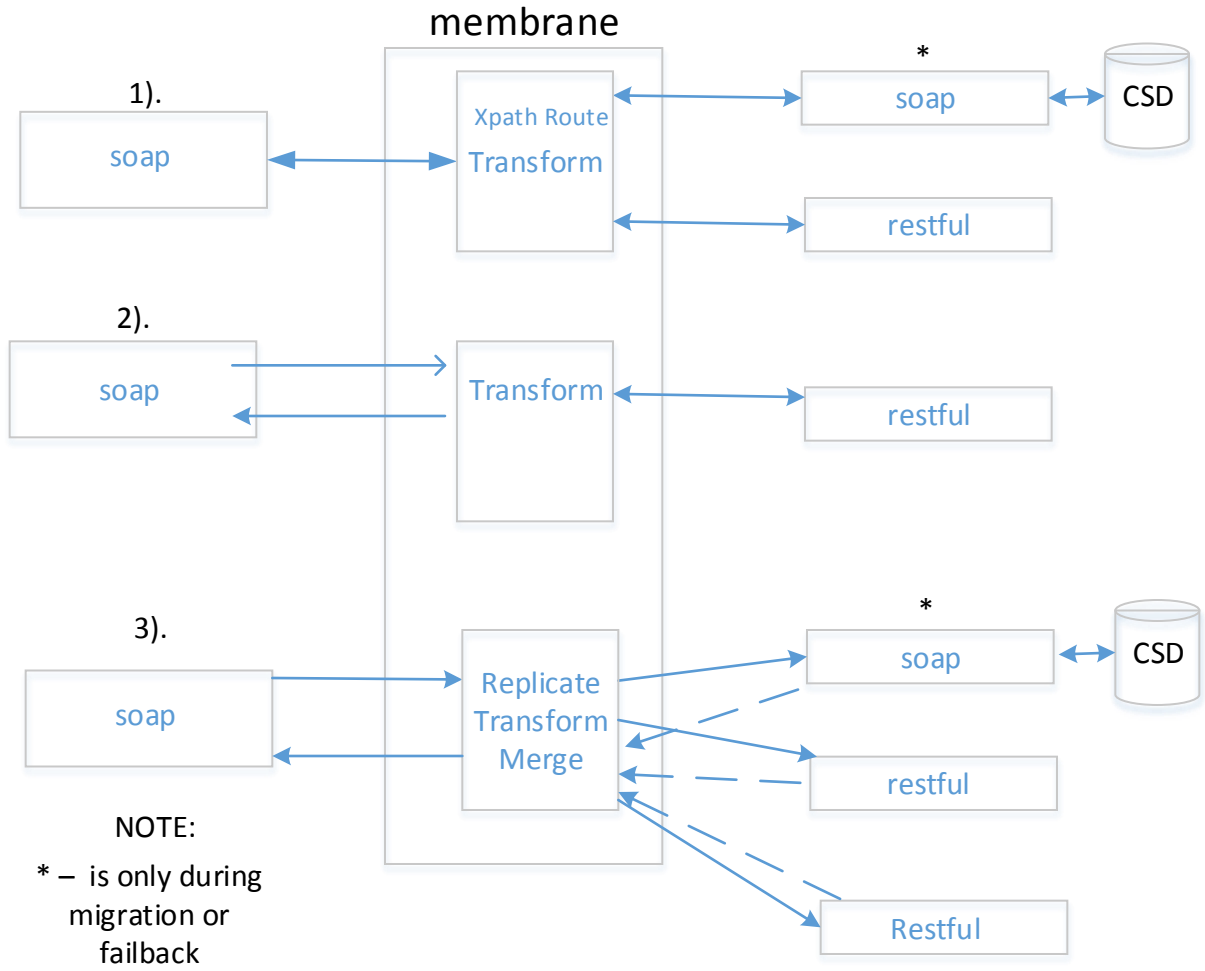 membrane
1).
soap
Xpath Route
Transform
*
soap
CSD
restful
2).
soap
Transform
restful
3).
soap
Replicate
Transform
Merge
*
soap
CSD
restful
Restful
NOTE:
* – is only during
migration or
failback